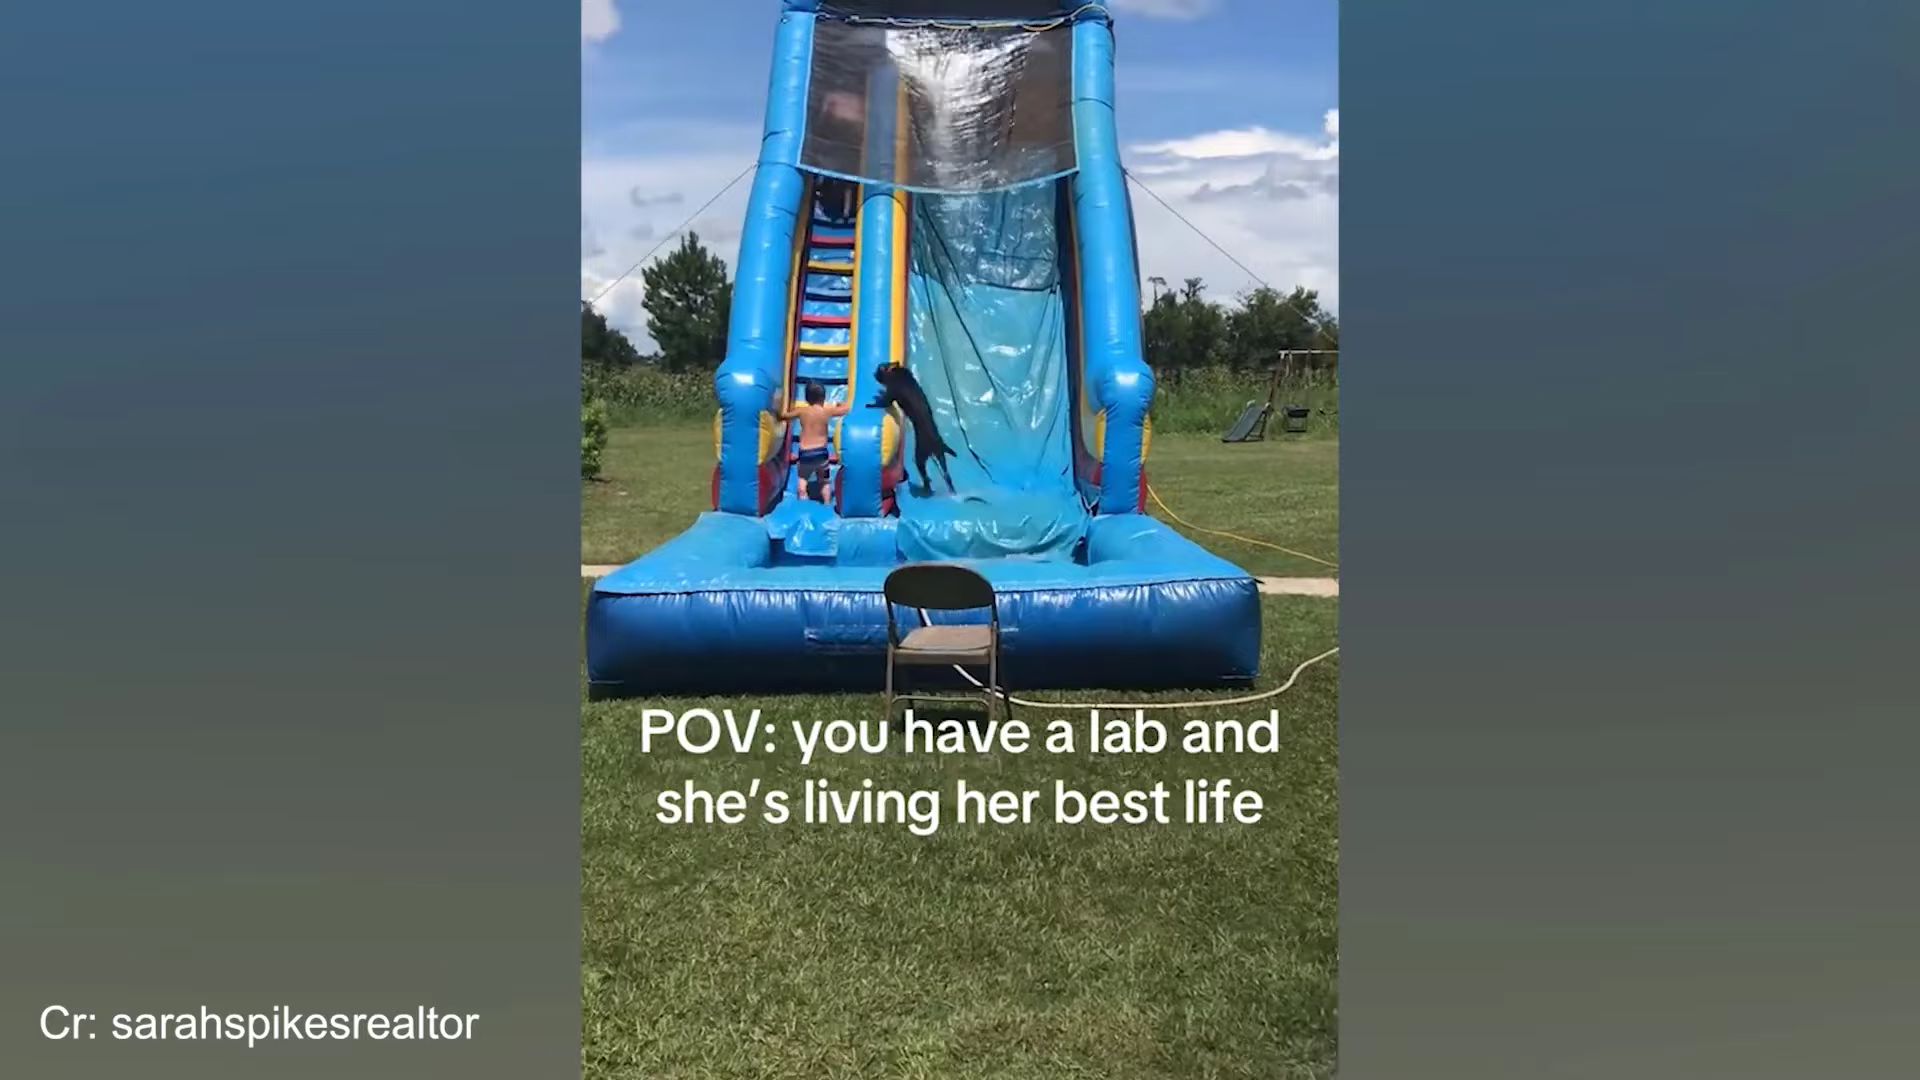 POV: you have a lab and
she’s living her best life
Cr: sarahspikesrealtor